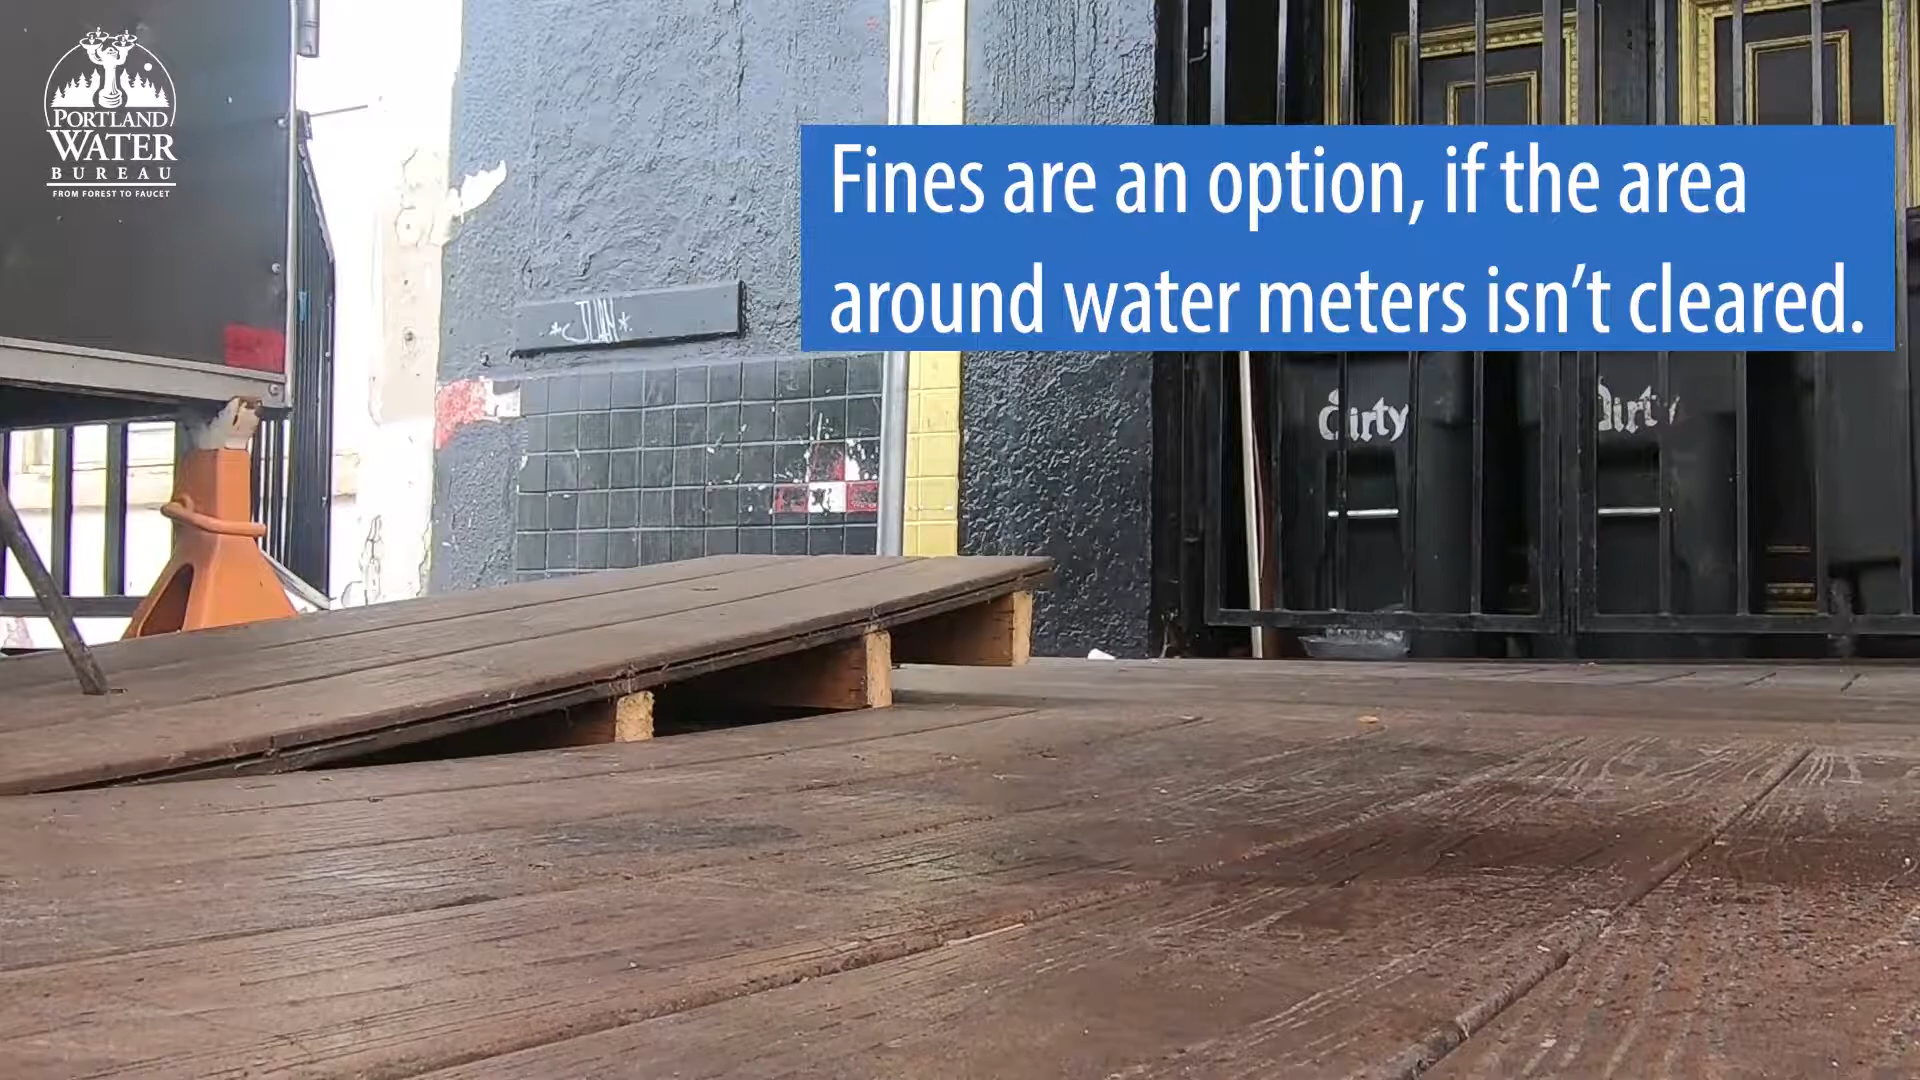 PORTLAND
WATER
BUREAU
FROM FOREST TO FAUCET
Fines are an option, if the area
around water meters isn't cleared.
*JUAN*
dirty
Dirty